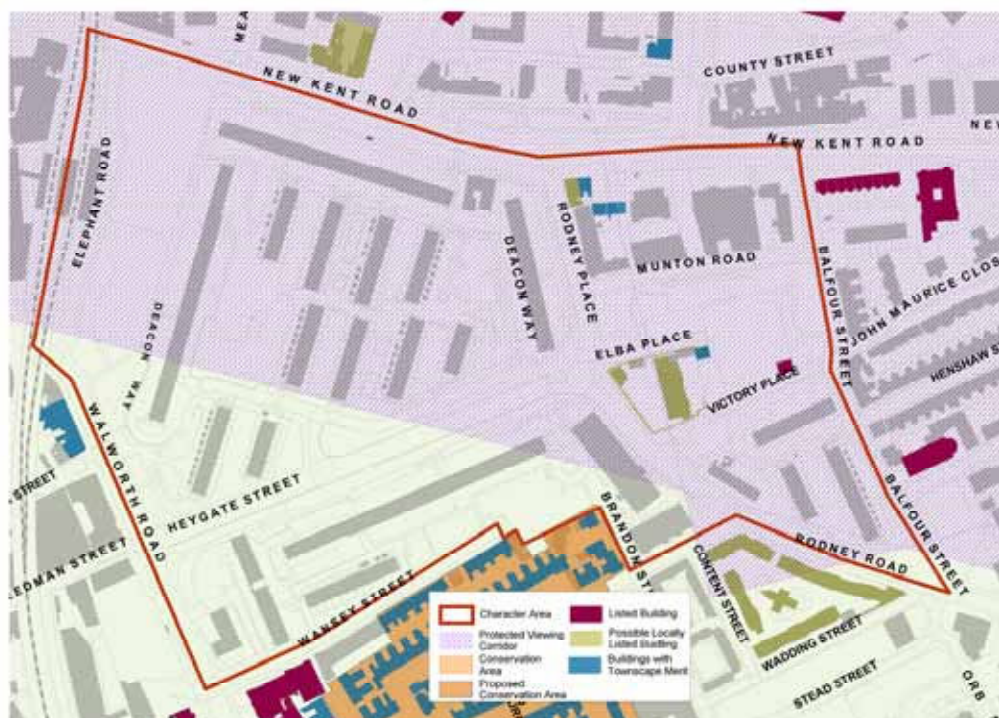 MEA
COUNTY STREET
NEW KENT ROAD
NEW KENT ROAD
NEW
ELEPHANT ROAD
RODNEY PLACE
DEACON WAY
MUNTON ROAD
BALFOUR STREET
JOHN MAURICE CLOS
DEACON WAY
ELBA PLACE
HENSHAW S
VICTORY PLACE
WALWORTH ROAD
STREET
HEYGATE STREET
BALFOUR STREET
BRANDON ST
RODNEY ROAD
CONTENT STREET
WANSEY STREET
WADDING STREET
STEAD STREET
ORB
Character Area
Listed Building
Protected Viewing
Corridor
Possible Locally
Listed Building
Conservation
Area
Buildings with
Townscape Merit
Proposed
Conservation Area